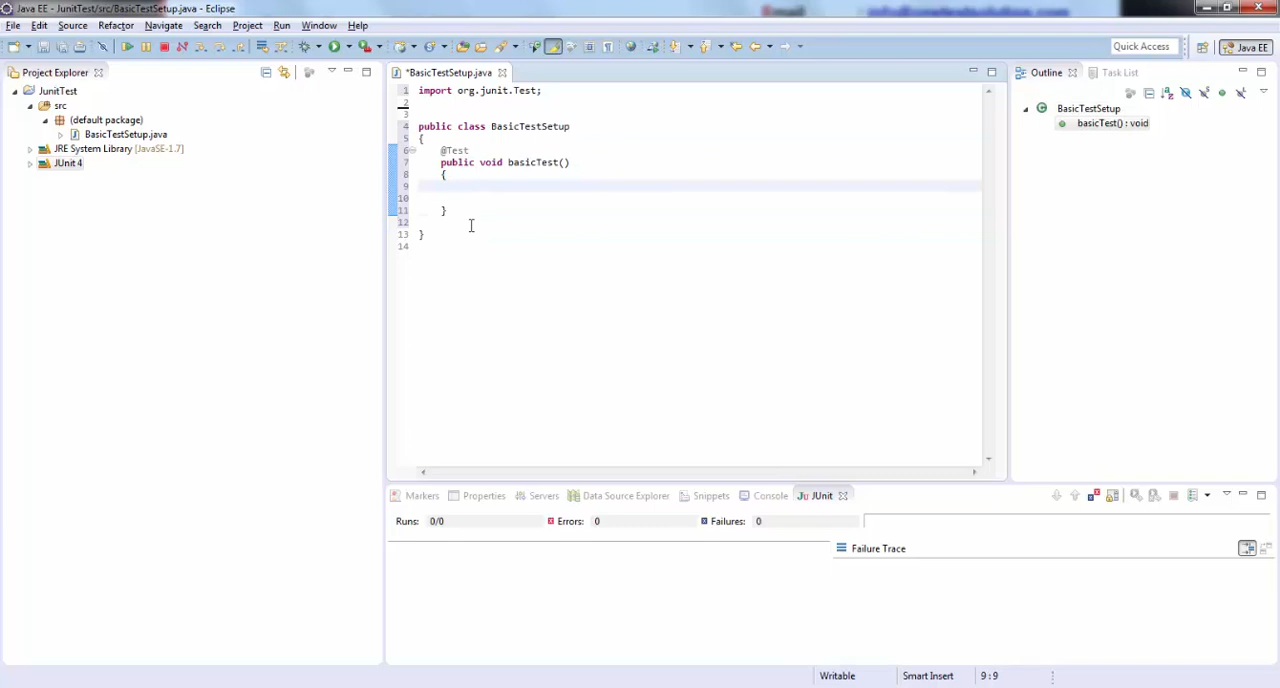 Java EE - JunitTest/src/BasicTestSetup.java - Eclipse
Email info@onetestsolution.com
File Edit Source Refactor Navigate Search Project Run Window Help
Quick Access Java EE
Project Explorer
JunitTest
src
(default package)
BasicTestSetup.java
JRE System Library [JavaSE-1.7]
JUnit 4
*BasicTestSetup.java
1 import org.junit.Test;
2
3
4 public class BasicTestSetup
5 {
6 @Test
7 public void basicTest()
8 {
9
10
11 }
12
13 }
14
Outline Task List
BasicTestSetup
basicTest() : void
Markers Properties Servers Data Source Explorer Snippets Console JUnit
Runs: 0/0 Errors: 0 Failures: 0
Failure Trace
Writable Smart Insert 9 : 9